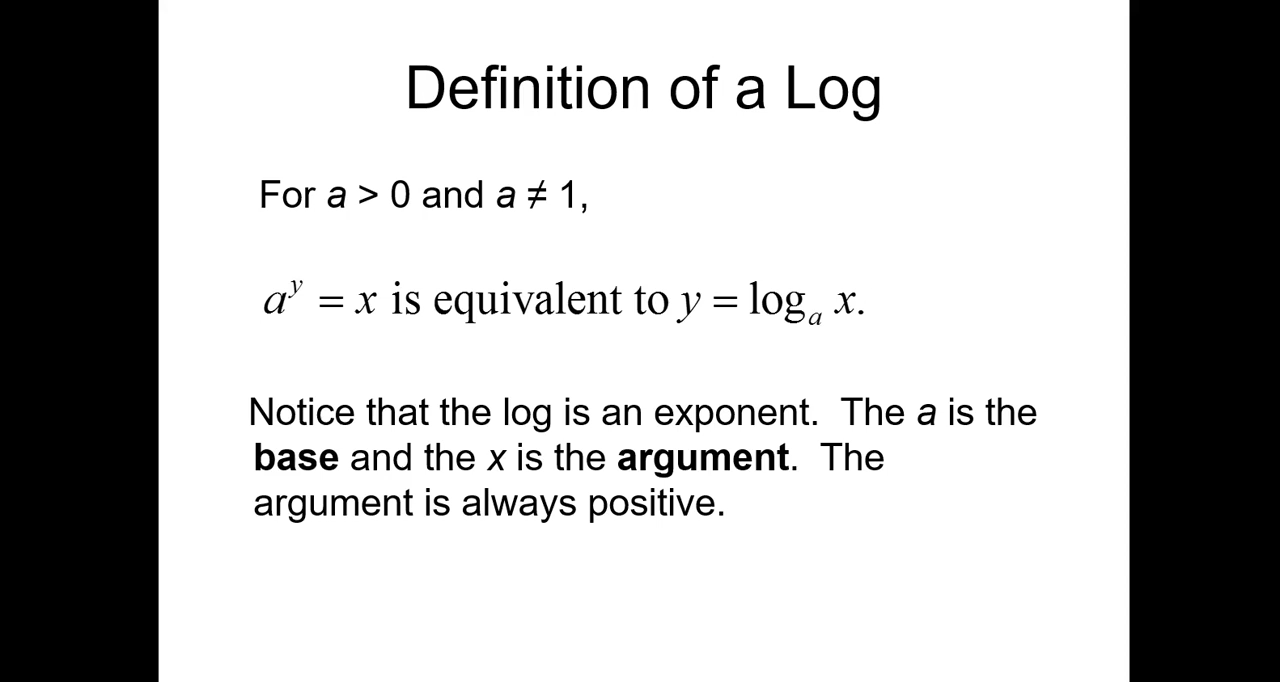 Definition of a Log
For a > 0 and a ≠ 1,
a^y = x is equivalent to y = log_a x.
Notice that the log is an exponent. The a is the
base and the x is the argument. The
argument is always positive.